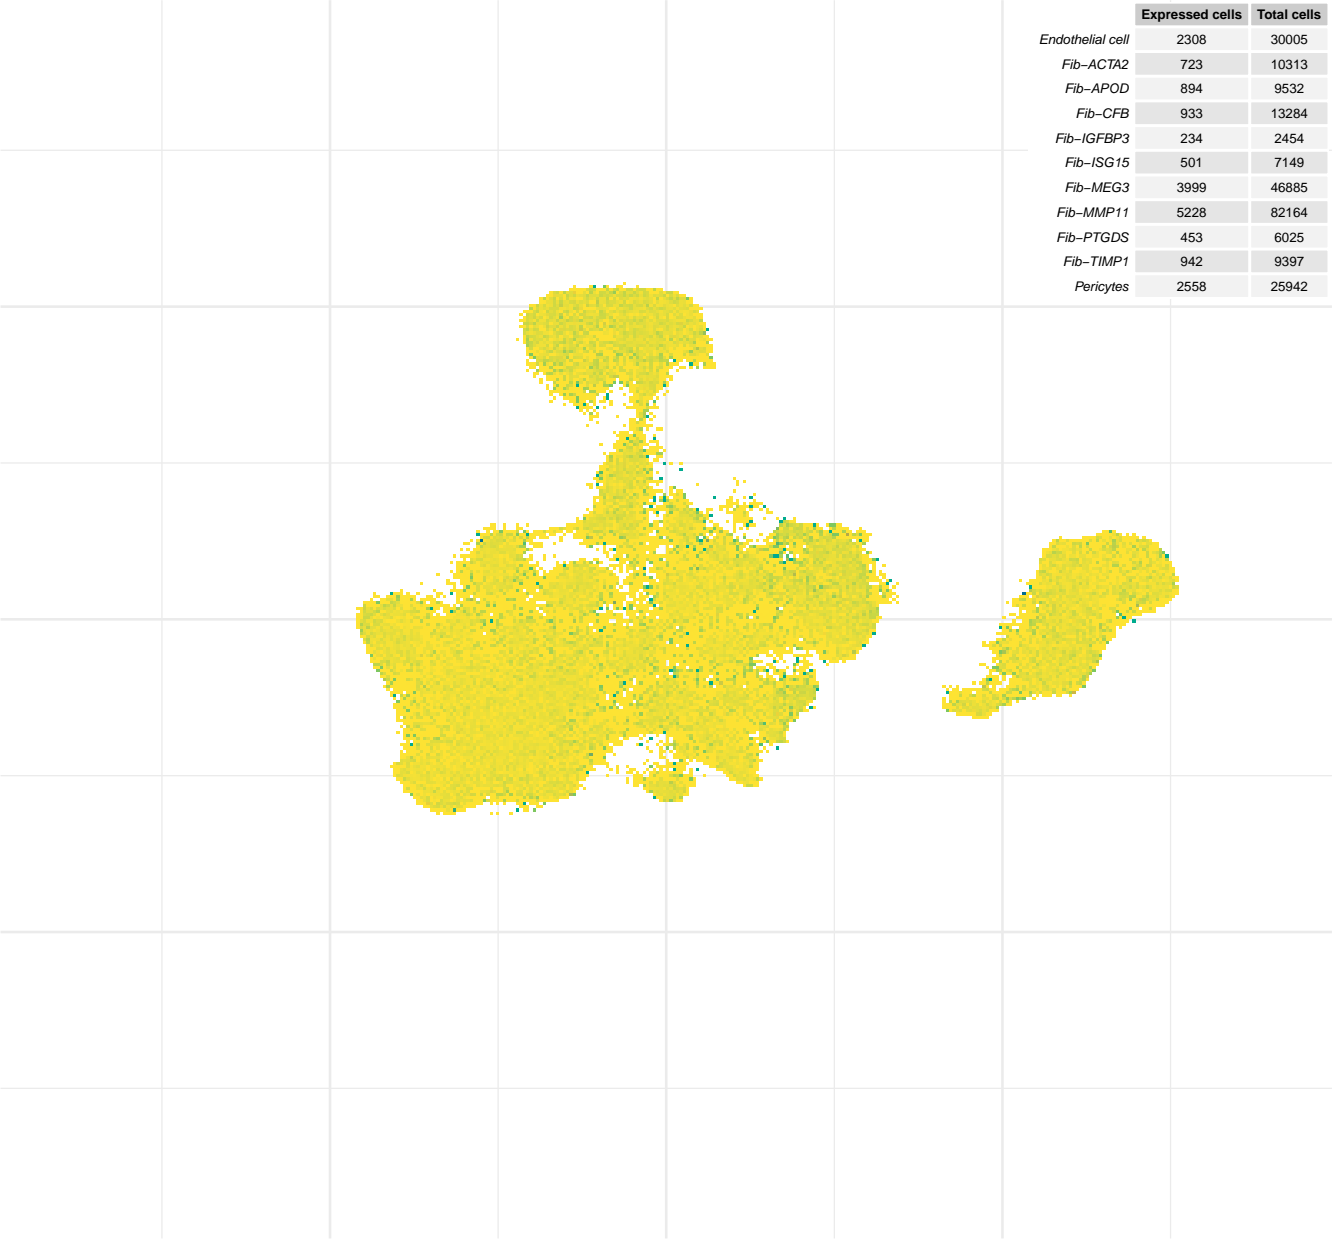 Expressed cells Total cells
Endothelial cell 2308 30005
Fib−ACTA2 723 10313
Fib−APOD 894 9532
Fib−CFB 933 13284
Fib−IGFBP3 234 2454
Fib−ISG15 501 7149
Fib−MEG3 3999 46885
Fib−MMP11 5228 82164
Fib−PTGDS 453 6025
Fib−TIMP1 942 9397
Pericytes 2558 25942